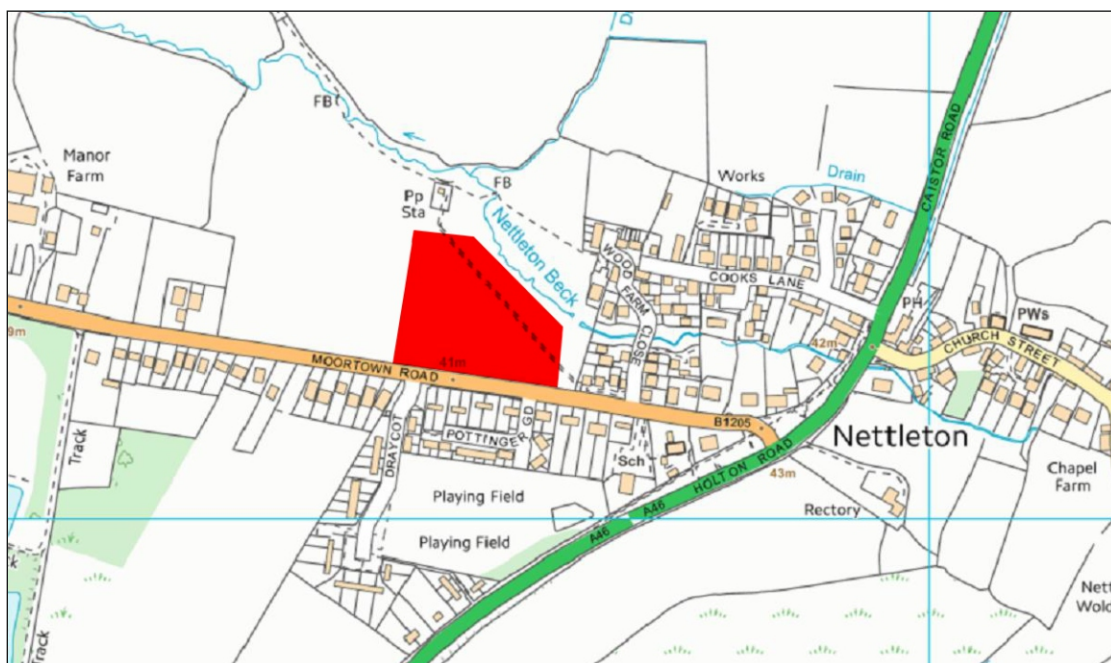 FB
Manor
Farm
Pp
Sta
FB
Nettleton Beck
Works
Drain
CAISTOR ROAD
WOOD FARM CLOSE
COOKS LANE
PH
PWs
42m
CHURCH STREET
MOORTOWN ROAD
41m
DRAYCOT
POTTINGER GD
B1205
Nettleton
Sch
HOLTON ROAD
43m
Track
Playing Field
Rectory
Chapel
Farm
A46
A46
Playing Field
Track